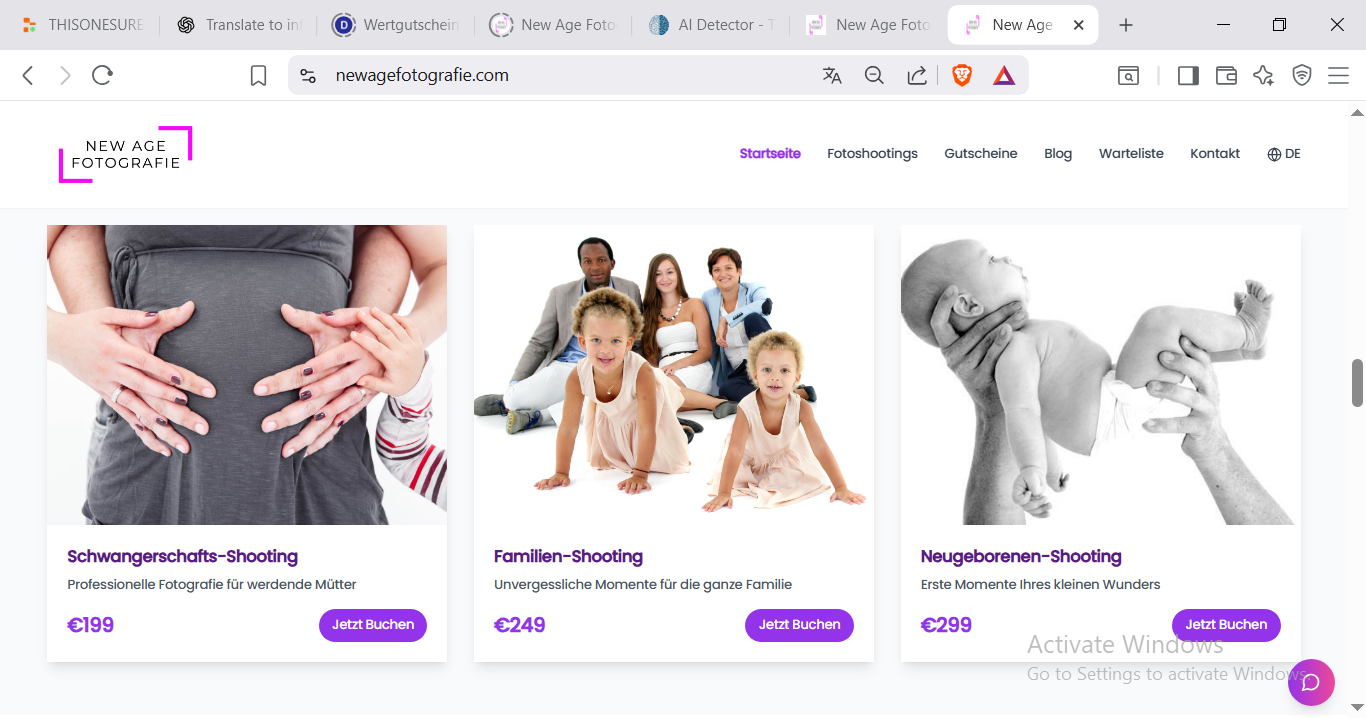 THISONESURE
Translate to in
Wertgutschein
New Age Foto
AI Detector - T
New Age Foto
New Age
newagefotografie.com
NEW AGE
FOTOGRAFIE
Startseite
Fotoshootings
Gutscheine
Blog
Warteliste
Kontakt
DE
Schwangerschafts-Shooting
Professionelle Fotografie für werdende Mütter
€199
Jetzt Buchen
Familien-Shooting
Unvergessliche Momente für die ganze Familie
€249
Jetzt Buchen
Neugeborenen-Shooting
Erste Momente Ihres kleinen Wunders
€299
Jetzt Buchen
Activate Windows
Go to Settings to activate Windows.